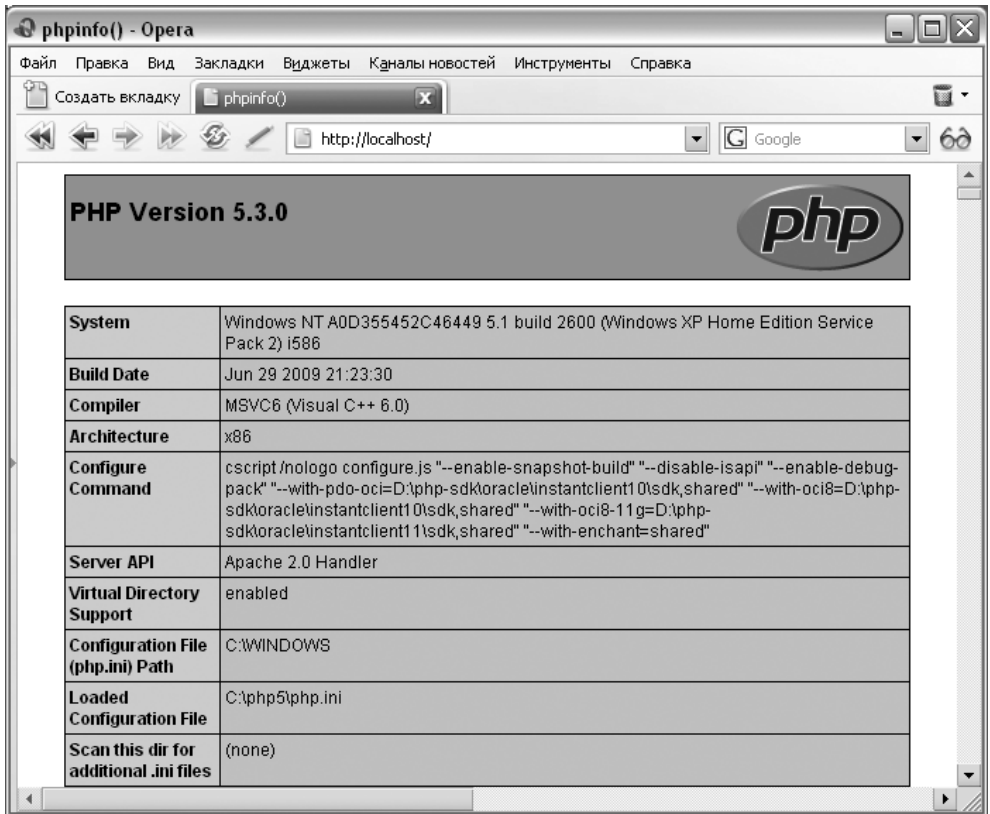 phpinfo() - Opera
Файл Правка Вид Закладки Виджеты Каналы новостей Инструменты Справка
Создать вкладку phpinfo()
http://localhost/ G Google
PHP Version 5.3.0
php
System Windows NT A0D355452C46449 5.1 build 2600 (Windows XP Home Edition Service
Pack 2) i586
Build Date Jun 29 2009 21:23:30
Compiler MSVC6 (Visual C++ 6.0)
Architecture x86
Configure
Command
cscript /nologo configure.js "--enable-snapshot-build" "--disable-isapi" "--enable-debug-
pack" "--with-pdo-oci=D:\php-sdk\oracle\instantclient10\sdk,shared" "--with-oci8=D:\php-
sdk\oracle\instantclient10\sdk,shared" "--with-oci8-11g=D:\php-
sdk\oracle\instantclient11\sdk,shared" "--with-enchant=shared"
Server API Apache 2.0 Handler
Virtual Directory
Support
enabled
Configuration File
(php.ini) Path
C:\WINDOWS
Loaded
Configuration File
C:\php5\php.ini
Scan this dir for
additional .ini files
(none)